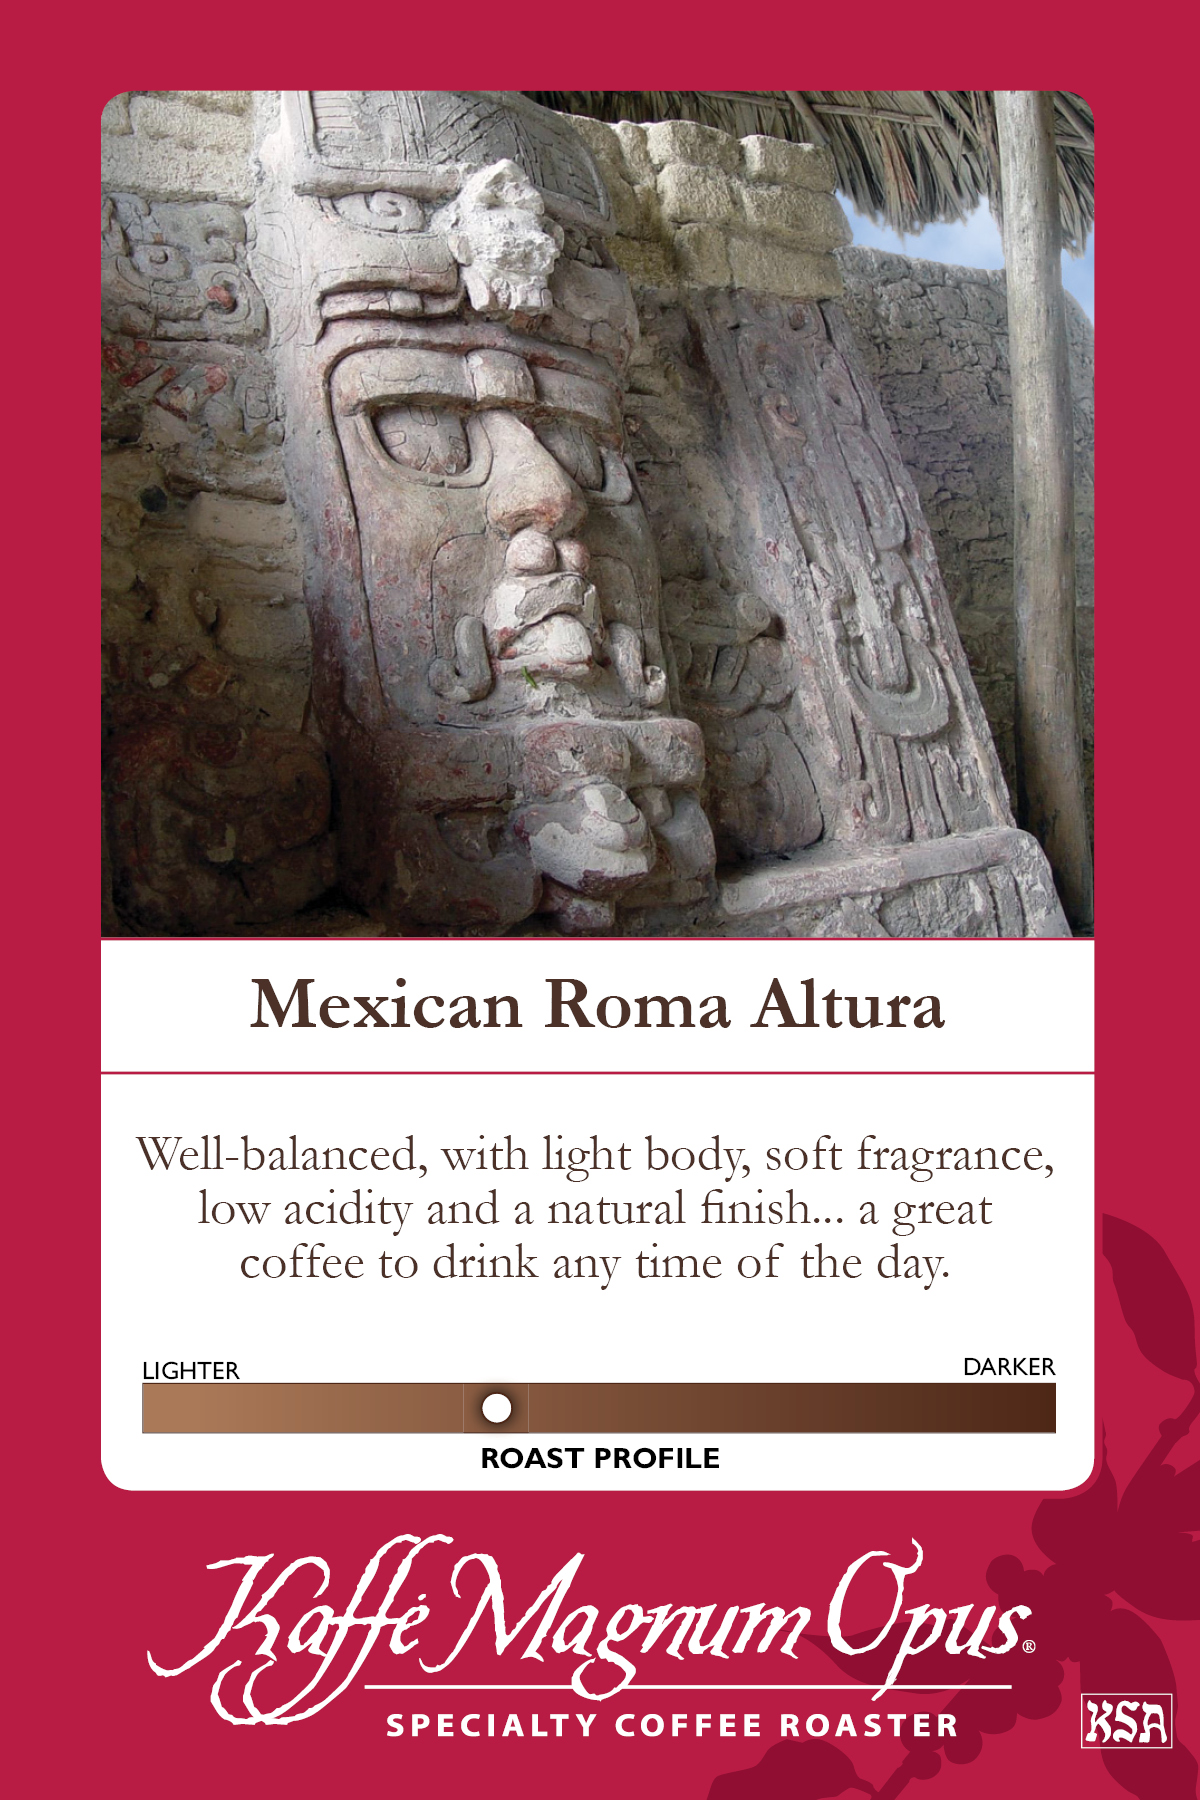 Mexican Roma Altura
Well-balanced, with light body, soft fragrance,
low acidity and a natural finish... a great
coffee to drink any time of the day.
LIGHTER
DARKER
ROAST PROFILE
Kaffé Magnum Opus®
SPECIALTY COFFEE ROASTER
KSA